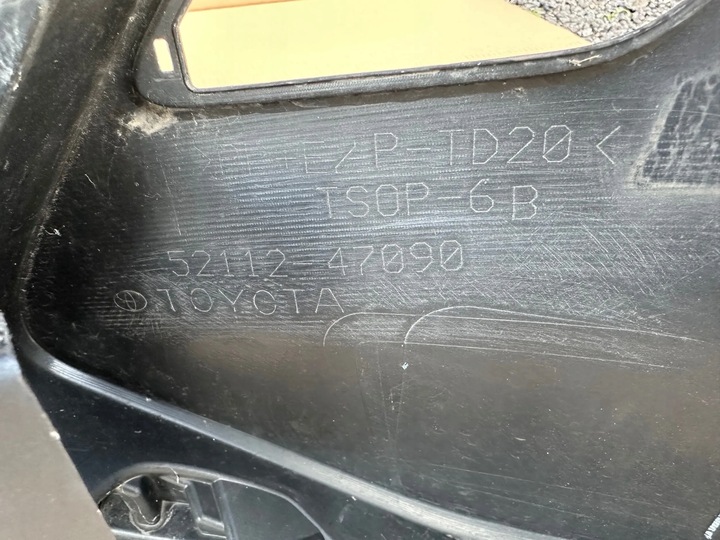 E/P-TD20<
TSOP-6B
52112-47090
TOYOTA